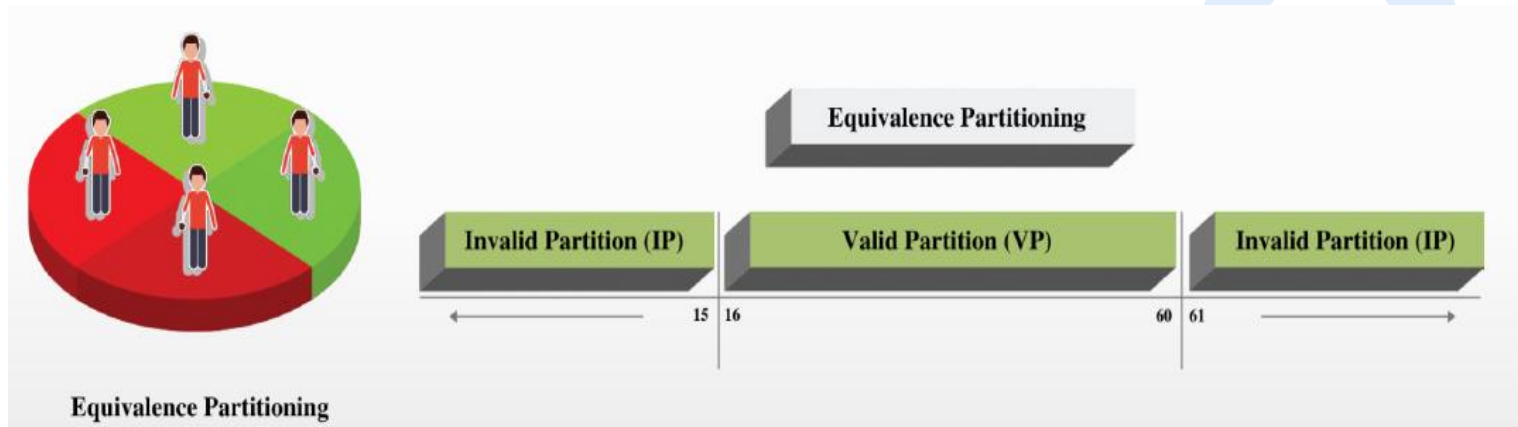 Equivalence Partitioning
Invalid Partition (IP)
Valid Partition (VP)
Invalid Partition (IP)
15 16
60 61
Equivalence Partitioning